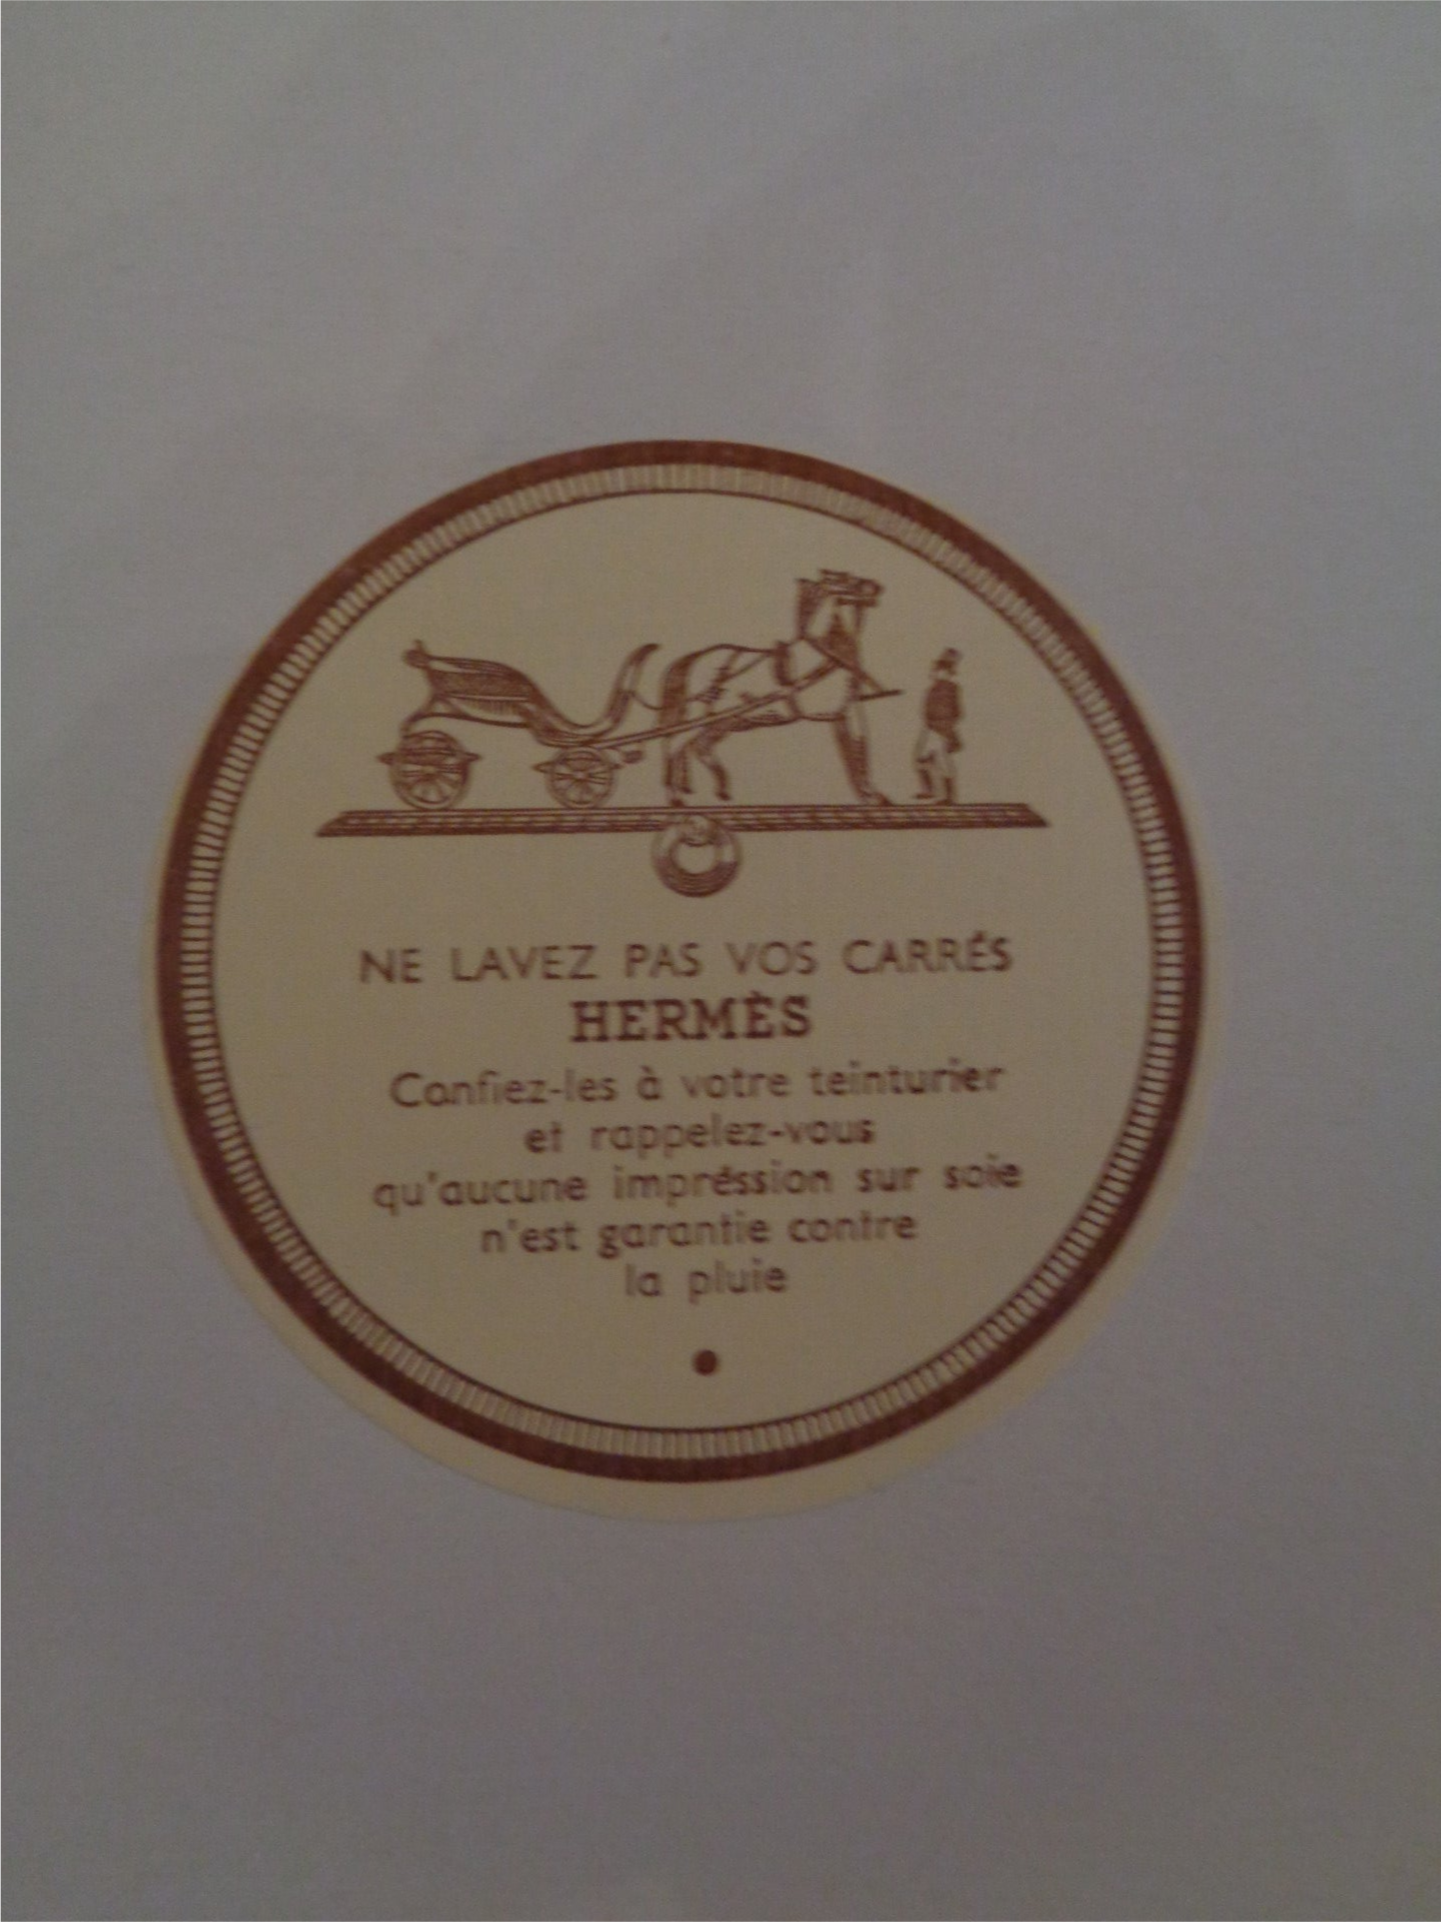 NE LAVEZ PAS VOS CARRÉS
HERMÈS
Confiez-les à votre teinturier
et rappelez-vous
qu'aucune impréssion sur soie
n'est garantie contre
la pluie